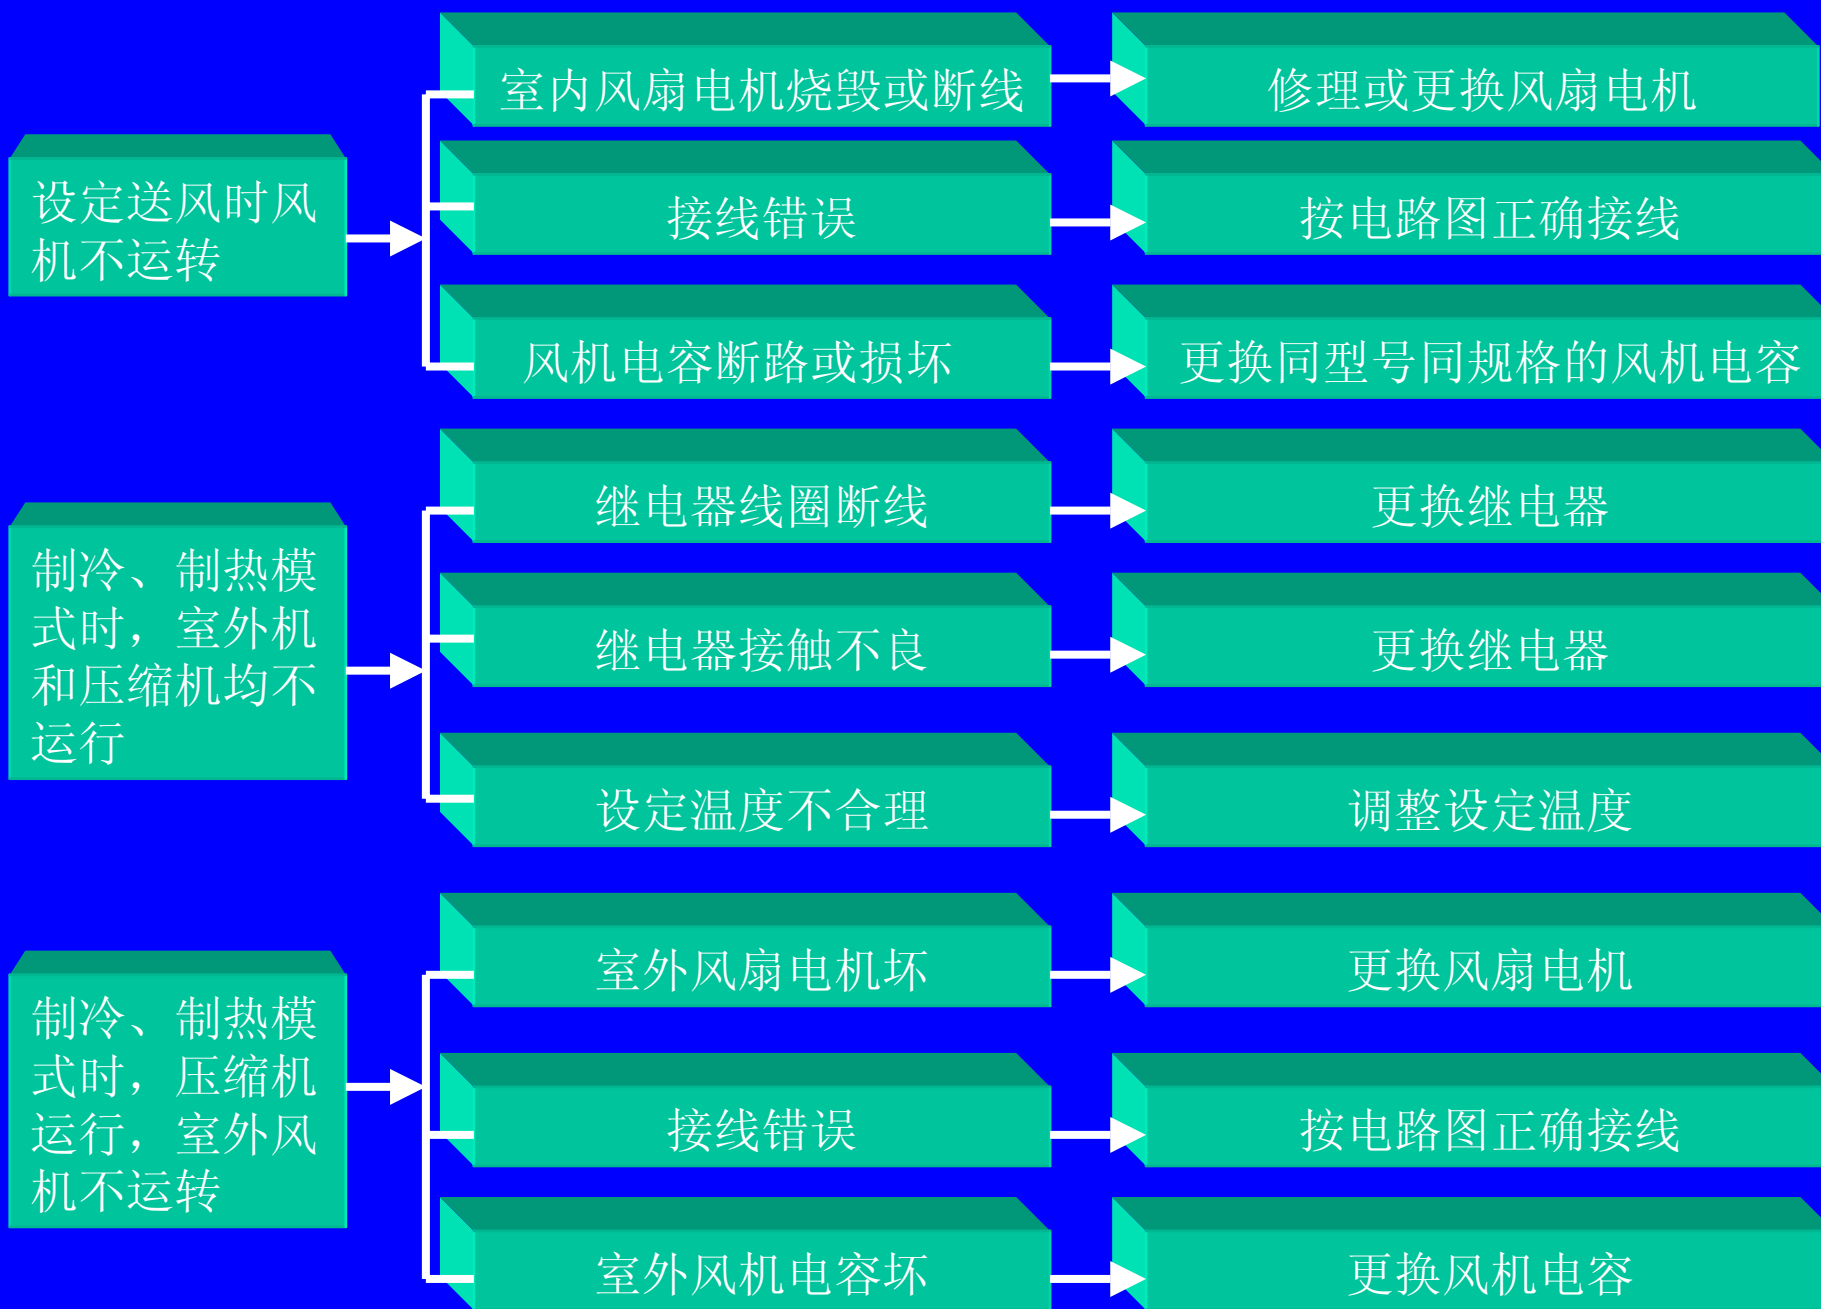 设定送风时风
机不运转
室内风扇电机烧毁或断线
修理或更换风扇电机
接线错误
按电路图正确接线
风机电容断路或损坏
更换同型号同规格的风机电容
制冷、制热模
式时，室外机
和压缩机均不
运行
继电器线圈断线
更换继电器
继电器接触不良
更换继电器
设定温度不合理
调整设定温度
制冷、制热模
式时，压缩机
运行，室外风
机不运转
室外风扇电机坏
更换风扇电机
接线错误
按电路图正确接线
室外风机电容坏
更换风机电容